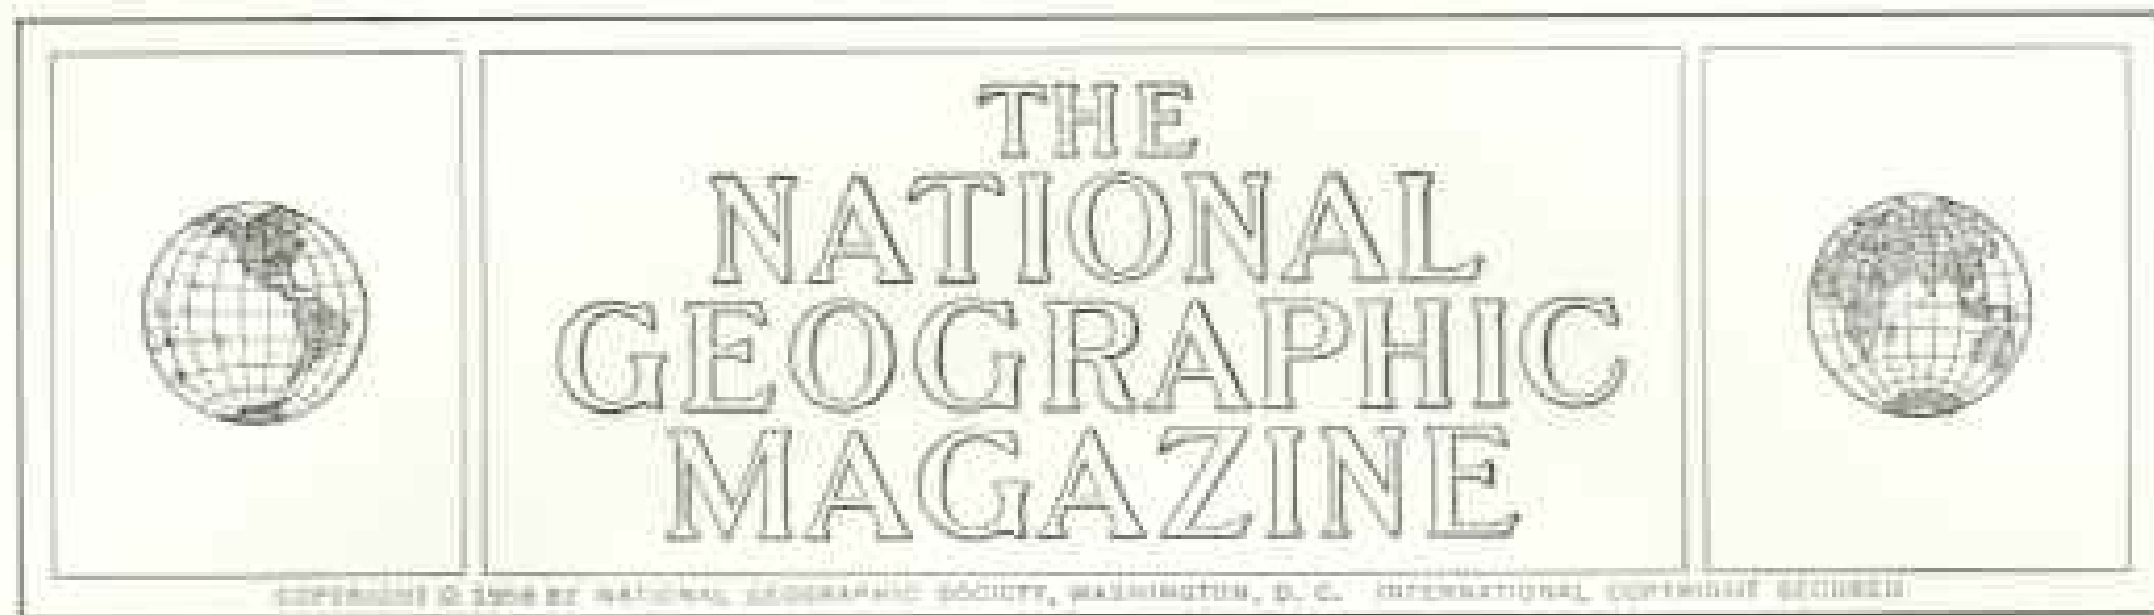 THE
NATIONAL
GEOGRAPHIC
MAGAZINE
COPYRIGHT © BY NATIONAL GEOGRAPHIC SOCIETY, WASHINGTON, D. C. INTERNATIONAL COPYRIGHT SECURED